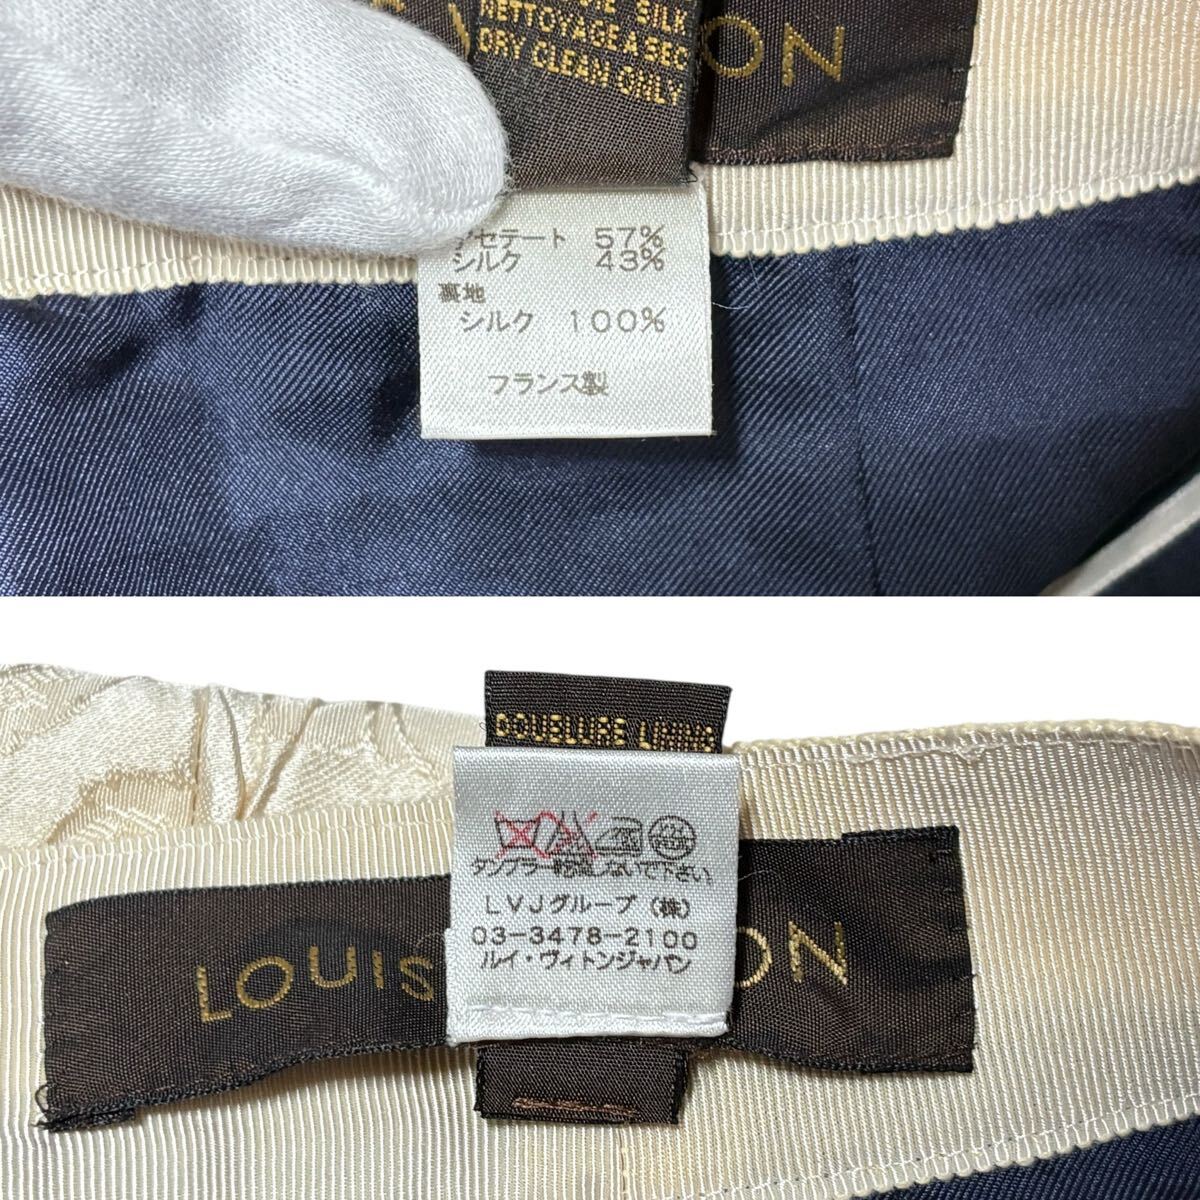 SILK
NETTOYAGE A SEC
DRY CLEAN ONLY
ON
アセテート 57%
シルク 43%
裏地
シルク 100%
フランス製
タンブラー乾燥しないで下さい
LVJグループ(株)
03-3478-2100
ルイ・ヴィトンジャパン
LOUIS ON